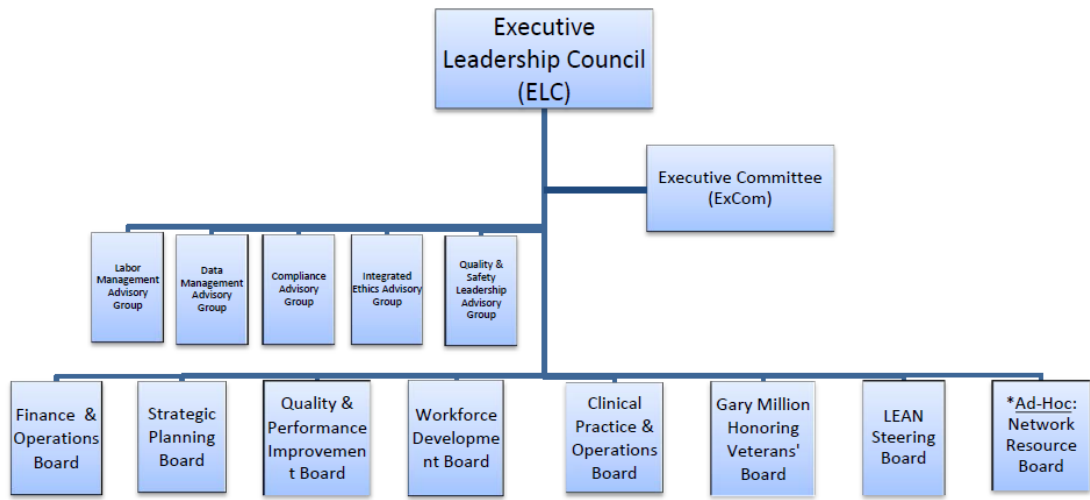 Executive
Leadership Council
(ELC)
Executive Committee
(ExCom)
Labor
Management
Advisory
Group
Data
Management
Advisory
Group
Compliance
Advisory
Group
Integrated
Ethics Advisory
Group
Quality &
Safety
Leadership
Advisory
Group
Finance &
Operations
Board
Strategic
Planning
Board
Quality &
Performance
Improvemen
t Board
Workforce
Developme
nt Board
Clinical
Practice &
Operations
Board
Gary Million
Honoring
Veterans'
Board
LEAN
Steering
Board
*Ad-Hoc:
Network
Resource
Board